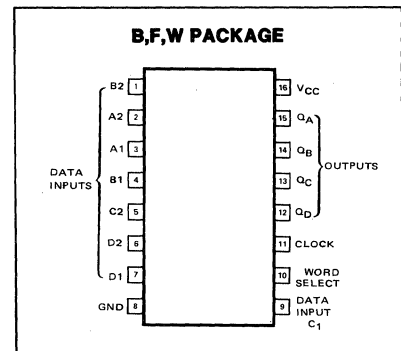 B,F,W PACKAGE
B2 1
16 VCC
A2 2
15 QA
A1 3
14 QB
DATA INPUTS
B1 4
13 QC
OUTPUTS
C2 5
12 QD
D2 6
11 CLOCK
D1 7
10 WORD SELECT
GND 8
9 DATA INPUT C1